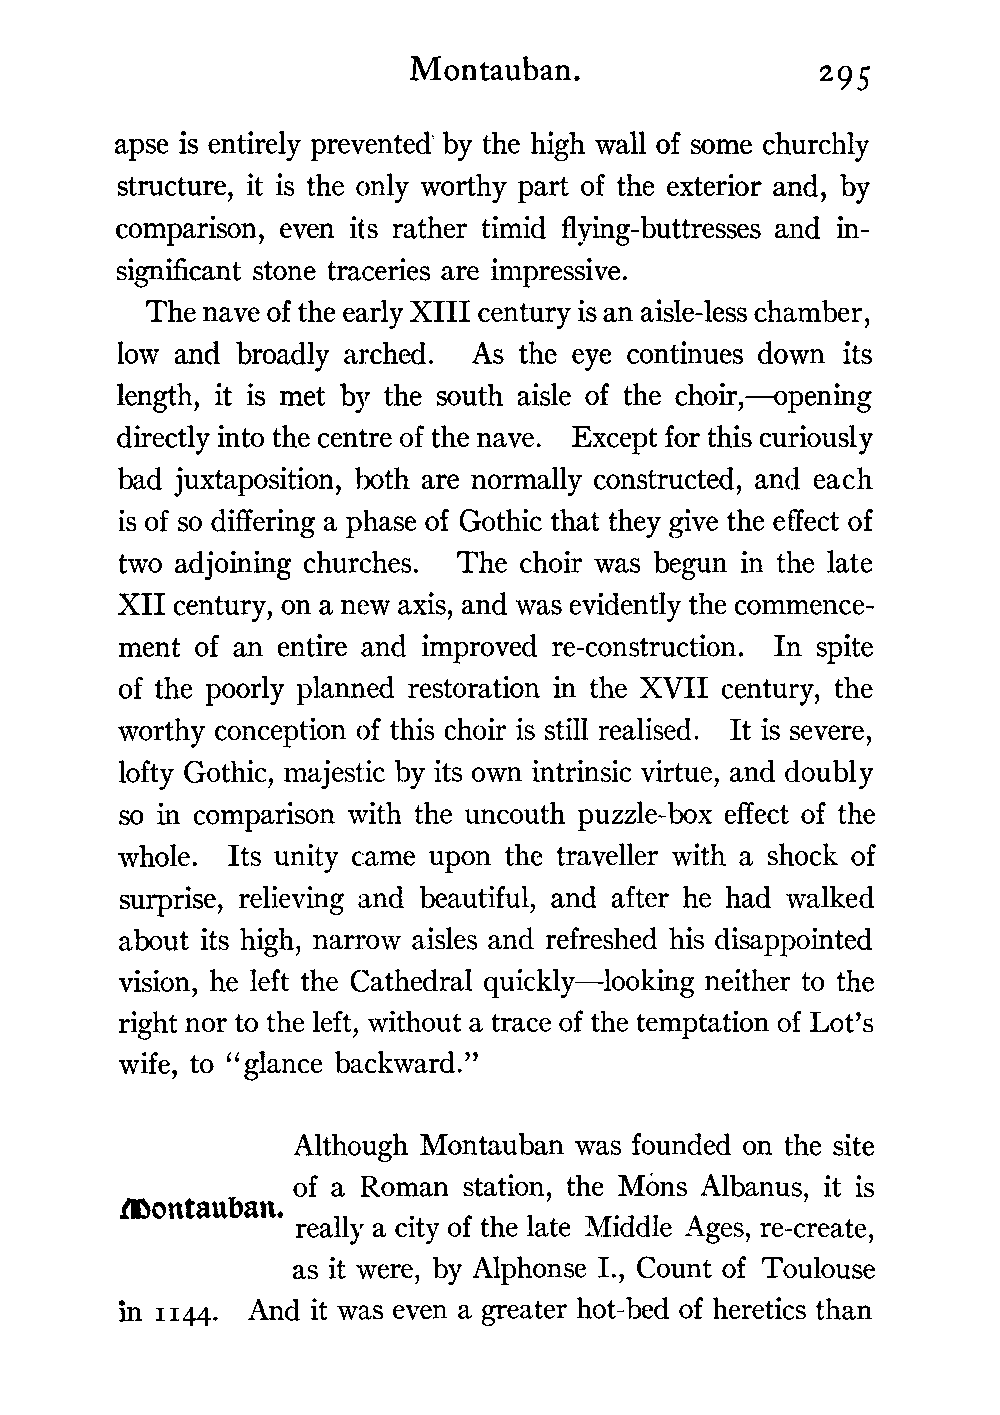 Montauban. 295
apse is entirely prevented by the high wall of some churchly
structure, it is the only worthy part of the exterior and, by
comparison, even its rather timid flying-buttresses and in-
significant stone traceries are impressive.
The nave of the early XIII century is an aisle-less chamber,
low and broadly arched. As the eye continues down its
length, it is met by the south aisle of the choir,—opening
directly into the centre of the nave. Except for this curiously
bad juxtaposition, both are normally constructed, and each
is of so differing a phase of Gothic that they give the effect of
two adjoining churches. The choir was begun in the late
XII century, on a new axis, and was evidently the commence-
ment of an entire and improved re-construction. In spite
of the poorly planned restoration in the XVII century, the
worthy conception of this choir is still realised. It is severe,
lofty Gothic, majestic by its own intrinsic virtue, and doubly
so in comparison with the uncouth puzzle-box effect of the
whole. Its unity came upon the traveller with a shock of
surprise, relieving and beautiful, and after he had walked
about its high, narrow aisles and refreshed his disappointed
vision, he left the Cathedral quickly—looking neither to the
right nor to the left, without a trace of the temptation of Lot's
wife, to "glance backward."
Montauban.
Although Montauban was founded on the site
of a Roman station, the Mons Albanus, it is
really a city of the late Middle Ages, re-create,
as it were, by Alphonse I., Count of Toulouse
in 1144. And it was even a greater hot-bed of heretics than